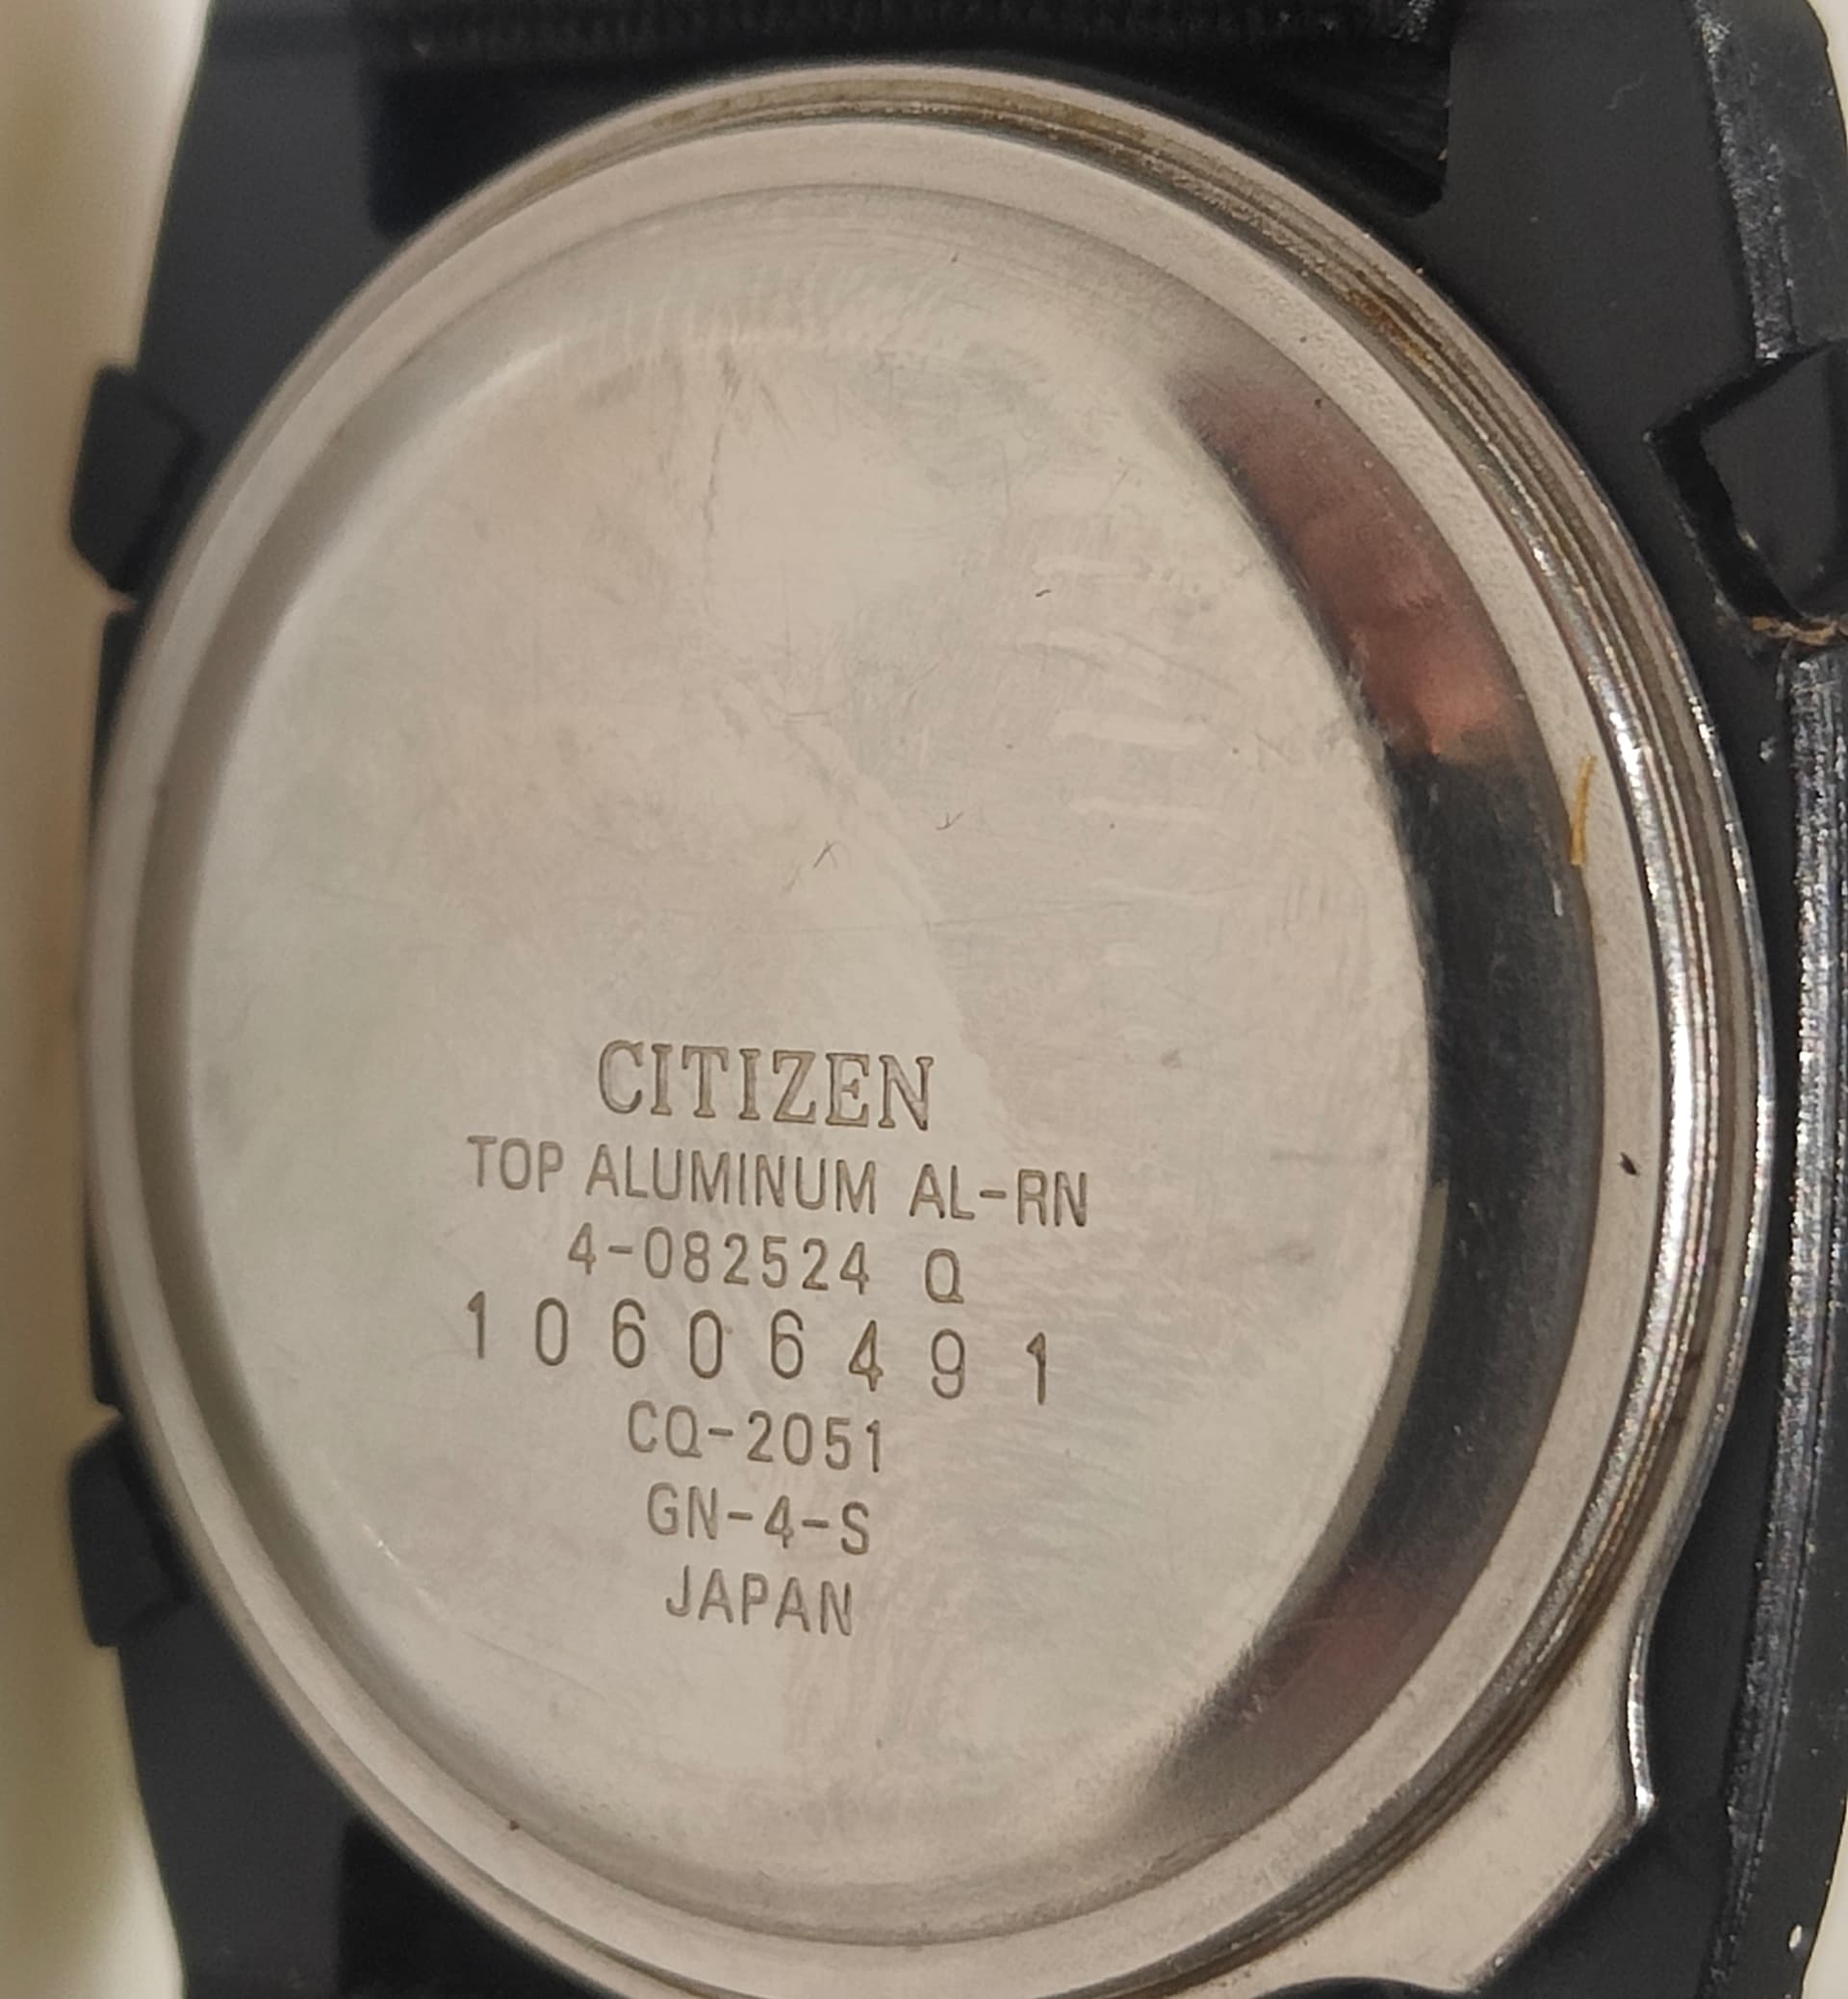 CITIZEN
TOP ALUMINUM AL-RN
4-082524 Q
10606491
CQ-2051
GN-4-S
JAPAN